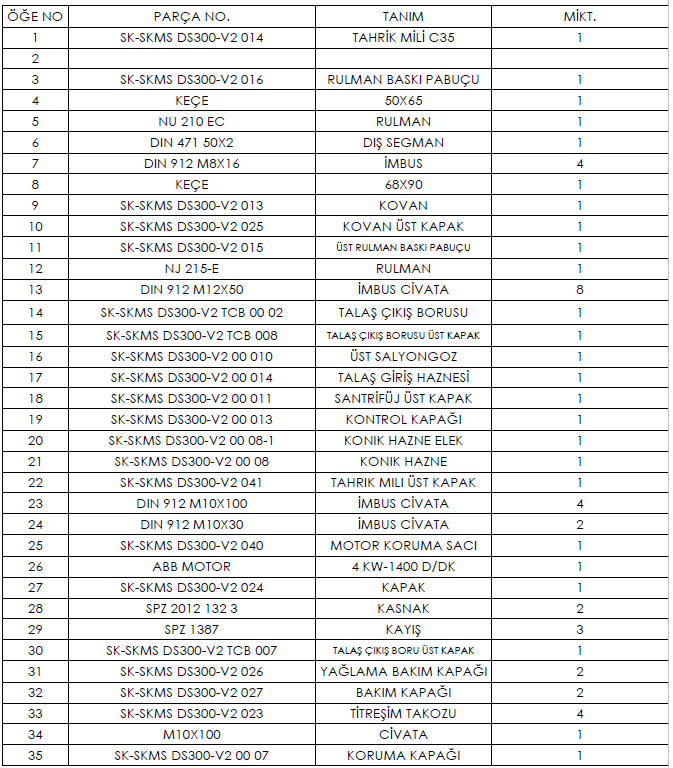 ÖĞE NO PARÇA NO. TANIM MİKT.
1 SK-SKMS DS300-V2 014 TAHRİK MİLİ C35 1
2
3 SK-SKMS DS300-V2 016 RULMAN BASKI PABUÇU 1
4 KEÇE 50X65 1
5 NU 210 EC RULMAN 1
6 DIN 471 50X2 DIŞ SEGMAN 1
7 DIN 912 M8X16 İMBUS 4
8 KEÇE 68X90 1
9 SK-SKMS DS300-V2 013 KOVAN 1
10 SK-SKMS DS300-V2 025 KOVAN ÜST KAPAK 1
11 SK-SKMS DS300-V2 015 ÜST RULMAN BASKI PABUÇU 1
12 NJ 215-E RULMAN 1
13 DIN 912 M12X50 İMBUS CİVATA 8
14 SK-SKMS DS300-V2 TCB 00 02 TALAŞ ÇIKIŞ BORUSU 1
15 SK-SKMS DS300-V2 TCB 008 TALAŞ ÇIKIŞ BORUSU ÜST KAPAK 1
16 SK-SKMS DS300-V2 00 010 ÜST SALYONGOZ 1
17 SK-SKMS DS300-V2 00 014 TALAŞ GİRİŞ HAZNESİ 1
18 SK-SKMS DS300-V2 00 011 SANTRİFÜJ ÜST KAPAK 1
19 SK-SKMS DS300-V2 00 013 KONTROL KAPAĞI 1
20 SK-SKMS DS300-V2 00 08-1 KONIK HAZNE ELEK 1
21 SK-SKMS DS300-V2 00 08 KONIK HAZNE 1
22 SK-SKMS DS300-V2 041 TAHRIK MILI ÜST KAPAK 1
23 DIN 912 M10X100 İMBUS CİVATA 4
24 DIN 912 M10X30 İMBUS CİVATA 2
25 SK-SKMS DS300-V2 040 MOTOR KORUMA SACI 1
26 ABB MOTOR 4 KW-1400 D/DK 1
27 SK-SKMS DS300-V2 024 KAPAK 1
28 SPZ 2012 132 3 KASNAK 2
29 SPZ 1387 KAYIŞ 3
30 SK-SKMS DS300-V2 TCB 007 TALAŞ ÇIKIŞ BORU ÜST KAPAK 1
31 SK-SKMS DS300-V2 026 YAĞLAMA BAKIM KAPAĞI 2
32 SK-SKMS DS300-V2 027 BAKIM KAPAĞI 2
33 SK-SKMS DS300-V2 023 TİTREŞİM TAKOZU 4
34 M10X100 CİVATA 1
35 SK-SKMS DS300-V2 00 07 KORUMA KAPAĞI 1